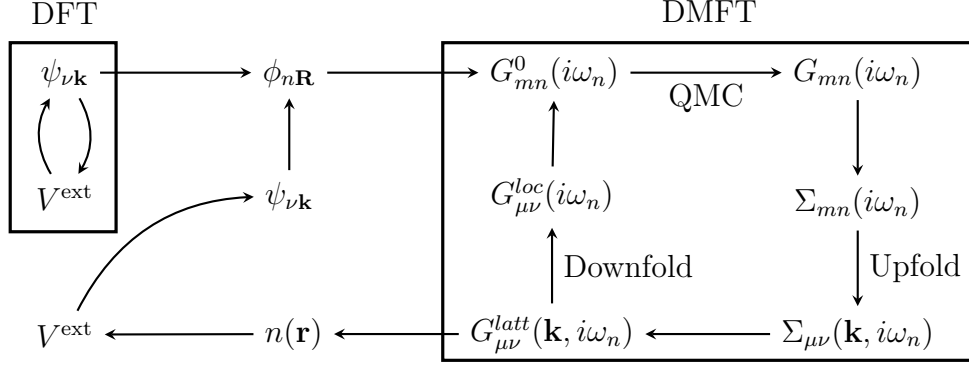 DFT DMFT
ψ_{ν𝐤} ϕ_{n𝐑} G^0_{mn}(iω_n) G_{mn}(iω_n)
QMC
V^{ext} ψ_{ν𝐤} G^{loc}_{μν}(iω_n) Σ_{mn}(iω_n)
Downfold Upfold
V^{ext} n(𝐫) G^{latt}_{μν}(𝐤, iω_n) Σ_{μν}(𝐤, iω_n)